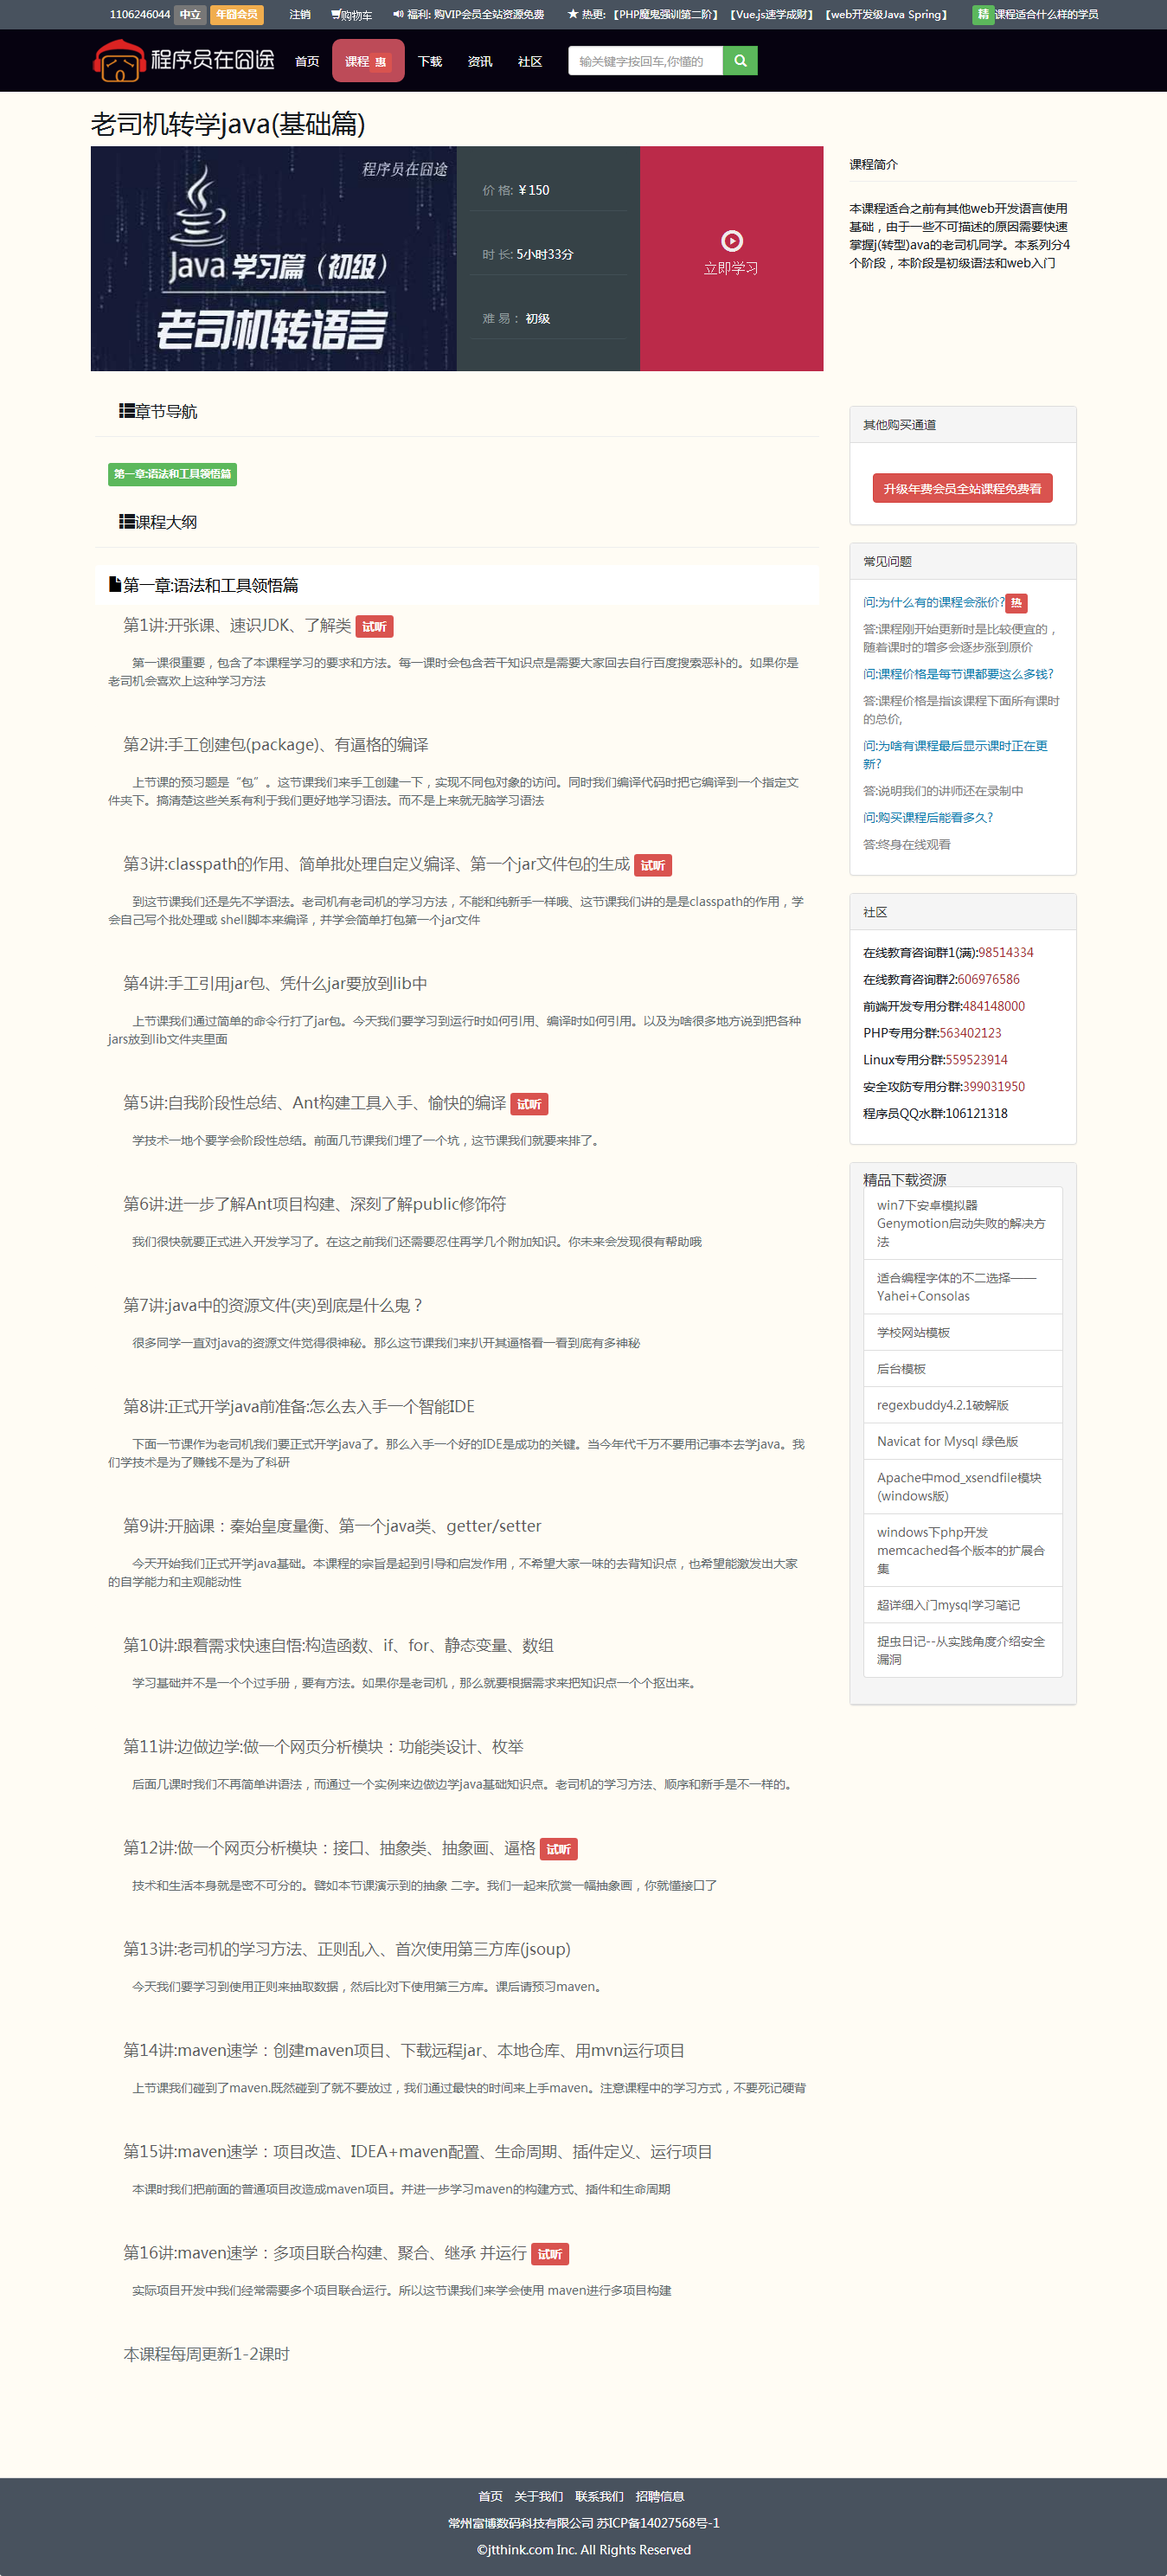 1106246044 中立 年囧会员 注销 购物车 福利: 购VIP会员全站资源免费 热更: 【PHP魔鬼强训第二阶】 【Vue.js速学成财】 【web开发级Java Spring】 精 课程适合什么样的学员
程序员在囧途 首页 课程 惠 下载 资讯 社区 输关键字按回车,你懂的
老司机转学java(基础篇)
程序员在囧途
Java 学习篇（初级）
老司机转语言
价 格: ￥150
时 长: 5小时33分
难 易： 初级
立即学习
课程简介
本课程适合之前有其他web开发语言使用
基础，由于一些不可描述的原因需要快速
掌握j(转型)ava的老司机同学。本系列分4
个阶段，本阶段是初级语法和web入门
章节导航
第一章:语法和工具领悟篇
课程大纲
第一章:语法和工具领悟篇
第1讲:开张课、速识JDK、了解类 试听
第一课很重要，包含了本课程学习的要求和方法。每一课时会包含若干知识点是需要大家回去自行百度搜索恶补的。如果你是
老司机会喜欢上这种学习方法
第2讲:手工创建包(package)、有逼格的编译
上节课的预习题是“包”。这节课我们来手工创建一下，实现不同包对象的访问。同时我们编译代码时把它编译到一个指定文
件夹下。搞清楚这些关系有利于我们更好地学习语法。而不是上来就无脑学习语法
第3讲:classpath的作用、简单批处理自定义编译、第一个jar文件包的生成 试听
到这节课我们还是先不学语法。老司机有老司机的学习方法，不能和纯新手一样哦、这节课我们讲的是是classpath的作用，学
会自己写个批处理或 shell脚本来编译，并学会简单打包第一个jar文件
第4讲:手工引用jar包、凭什么jar要放到lib中
上节课我们通过简单的命令行打了jar包。今天我们要学习到运行时如何引用、编译时如何引用。以及为啥很多地方说到把各种
jars放到lib文件夹里面
第5讲:自我阶段性总结、Ant构建工具入手、愉快的编译 试听
学技术一地个要学会阶段性总结。前面几节课我们埋了一个坑，这节课我们就要来排了。
第6讲:进一步了解Ant项目构建、深刻了解public修饰符
我们很快就要正式进入开发学习了。在这之前我们还需要忍住再学几个附加知识。你未来会发现很有帮助哦
第7讲:java中的资源文件(夹)到底是什么鬼？
很多同学一直对java的资源文件觉得很神秘。那么这节课我们来扒开其逼格看一看到底有多神秘
第8讲:正式开学java前准备:怎么去入手一个智能IDE
下面一节课作为老司机我们要正式开学java了。那么入手一个好的IDE是成功的关键。当今年代千万不要用记事本去学java。我
们学技术是为了赚钱不是为了科研
第9讲:开脑课：秦始皇度量衡、第一个java类、getter/setter
今天开始我们正式开学java基础。本课程的宗旨是起到引导和启发作用，不希望大家一味的去背知识点，也希望能激发出大家
的自学能力和主观能动性
第10讲:跟着需求快速自悟:构造函数、if、for、静态变量、数组
学习基础并不是一个个过手册，要有方法。如果你是老司机，那么就要根据需求来把知识点一个个抠出来。
第11讲:边做边学:做一个网页分析模块：功能类设计、枚举
后面几课时我们不再简单讲语法，而通过一个实例来边做边学java基础知识点。老司机的学习方法、顺序和新手是不一样的。
第12讲:做一个网页分析模块：接口、抽象类、抽象画、逼格 试听
技术和生活本身就是密不可分的。譬如本节课演示到的抽象 二字。我们一起来欣赏一幅抽象画，你就懂接口了
第13讲:老司机的学习方法、正则乱入、首次使用第三方库(jsoup)
今天我们要学习到使用正则来抽取数据，然后比对下使用第三方库。课后请预习maven。
第14讲:maven速学：创建maven项目、下载远程jar、本地仓库、用mvn运行项目
上节课我们碰到了maven.既然碰到了就不要放过，我们通过最快的时间来上手maven。注意课程中的学习方式，不要死记硬背
第15讲:maven速学：项目改造、IDEA+maven配置、生命周期、插件定义、运行项目
本课时我们把前面的普通项目改造成maven项目。并进一步学习maven的构建方式、插件和生命周期
第16讲:maven速学：多项目联合构建、聚合、继承 并运行 试听
实际项目开发中我们经常需要多个项目联合运行。所以这节课我们来学会使用 maven进行多项目构建
本课程每周更新1-2课时
其他购买通道
升级年费会员全站课程免费看
常见问题
问:为什么有的课程会涨价? 热
答:课程刚开始更新时是比较便宜的，
随着课时的增多会逐步涨到原价
问:课程价格是每节课都要这么多钱?
答:课程价格是指该课程下面所有课时
的总价,
问:为啥有课程最后显示课时正在更
新?
答:说明我们的讲师还在录制中
问:购买课程后能看多久?
答:终身在线观看
社区
在线教育咨询群1(满):98514334
在线教育咨询群2:606976586
前端开发专用分群:484148000
PHP专用分群:563402123
Linux专用分群:559523914
安全攻防专用分群:399031950
程序员QQ水群:106121318
精品下载资源
win7下安卓模拟器
Genymotion启动失败的解决方
法
适合编程字体的不二选择——
Yahei+Consolas
学校网站模板
后台模板
regexbuddy4.2.1破解版
Navicat for Mysql 绿色版
Apache中mod_xsendfile模块
(windows版)
windows下php开发
memcached各个版本的扩展合
集
超详细入门mysql学习笔记
捉虫日记--从实践角度介绍安全
漏洞
首页 关于我们 联系我们 招聘信息
常州富博数码科技有限公司 苏ICP备14027568号-1
©jtthink.com Inc. All Rights Reserved